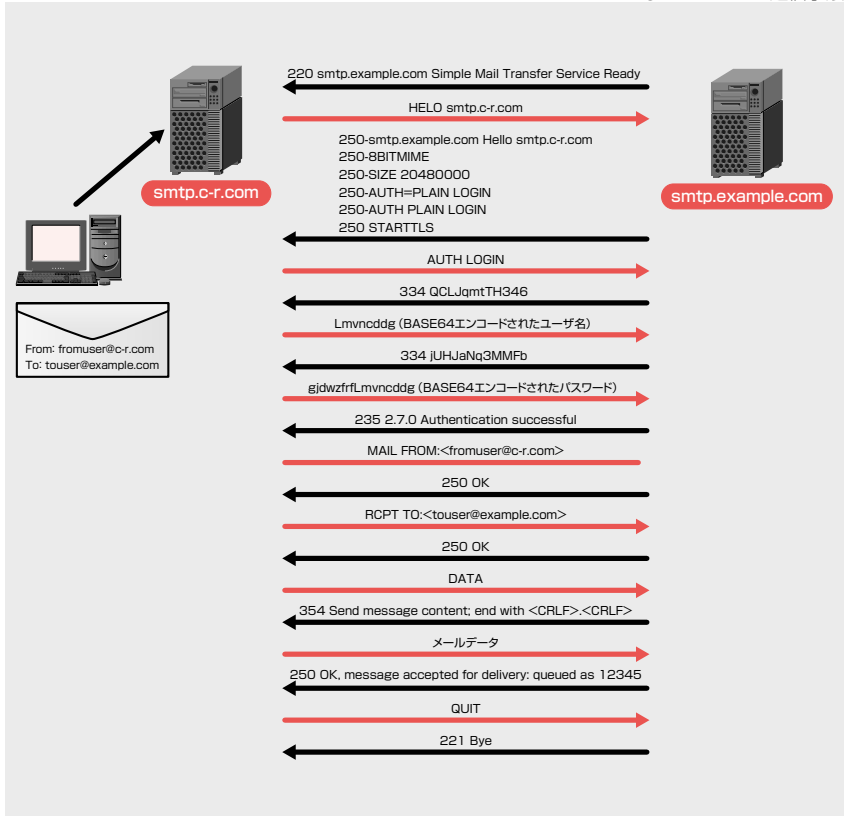 220 smtp.example.com Simple Mail Transfer Service Ready
HELO smtp.c-r.com
250-smtp.example.com Hello smtp.c-r.com
250-8BITMIME
250-SIZE 20480000
250-AUTH=PLAIN LOGIN
250-AUTH PLAIN LOGIN
250 STARTTLS
smtp.c-r.com
smtp.example.com
AUTH LOGIN
334 QCLJqmtTH346
Lmvncddg（BASE64エンコードされたユーザ名）
334 jUHJaNq3MMFb
gjdwzfrfLmvncddg（BASE64エンコードされたパスワード）
From: fromuser@c-r.com
To: touser@example.com
235 2.7.0 Authentication successful
MAIL FROM:<fromuser@c-r.com>
250 OK
RCPT TO:<touser@example.com>
250 OK
DATA
354 Send message content; end with <CRLF>.<CRLF>
メールデータ
250 OK, message accepted for delivery: queued as 12345
QUIT
221 Bye